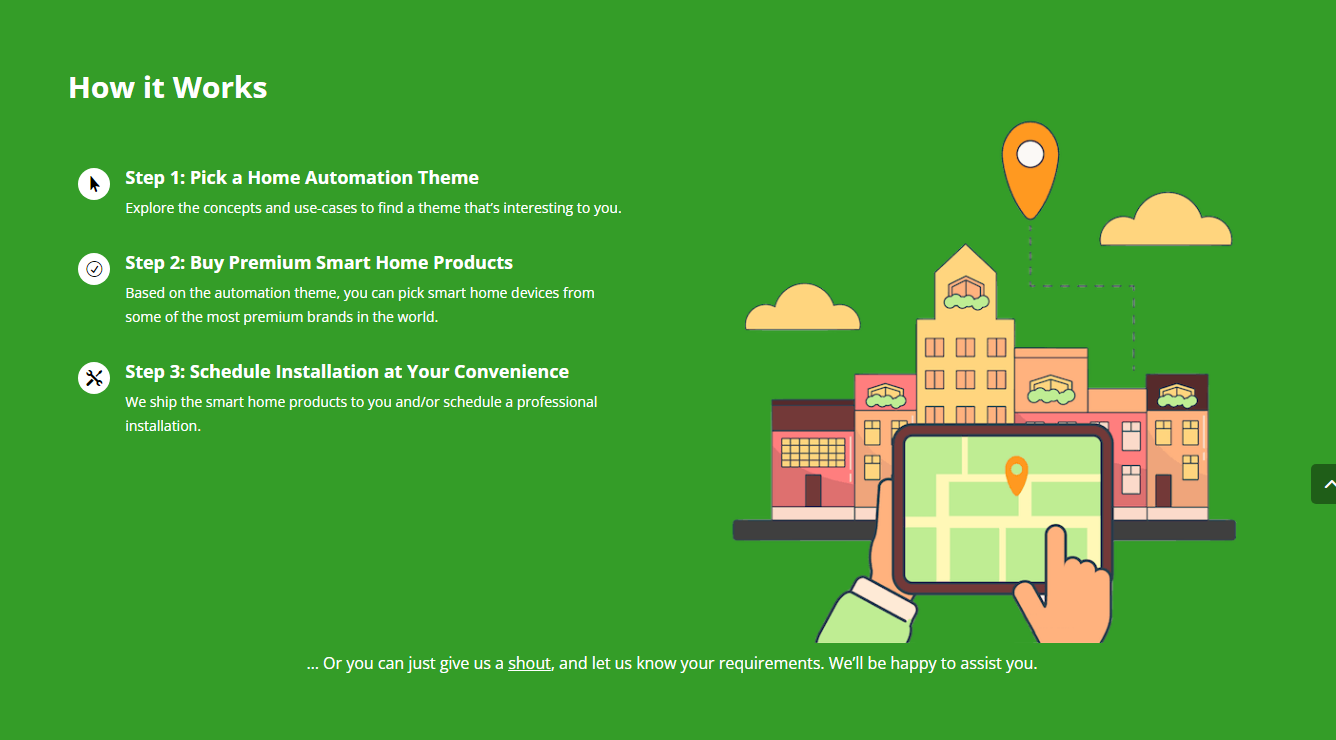 How it Works
Step 1: Pick a Home Automation Theme
Explore the concepts and use-cases to find a theme that’s interesting to you.
Step 2: Buy Premium Smart Home Products
Based on the automation theme, you can pick smart home devices from
some of the most premium brands in the world.
Step 3: Schedule Installation at Your Convenience
We ship the smart home products to you and/or schedule a professional
installation.
... Or you can just give us a shout, and let us know your requirements. We’ll be happy to assist you.